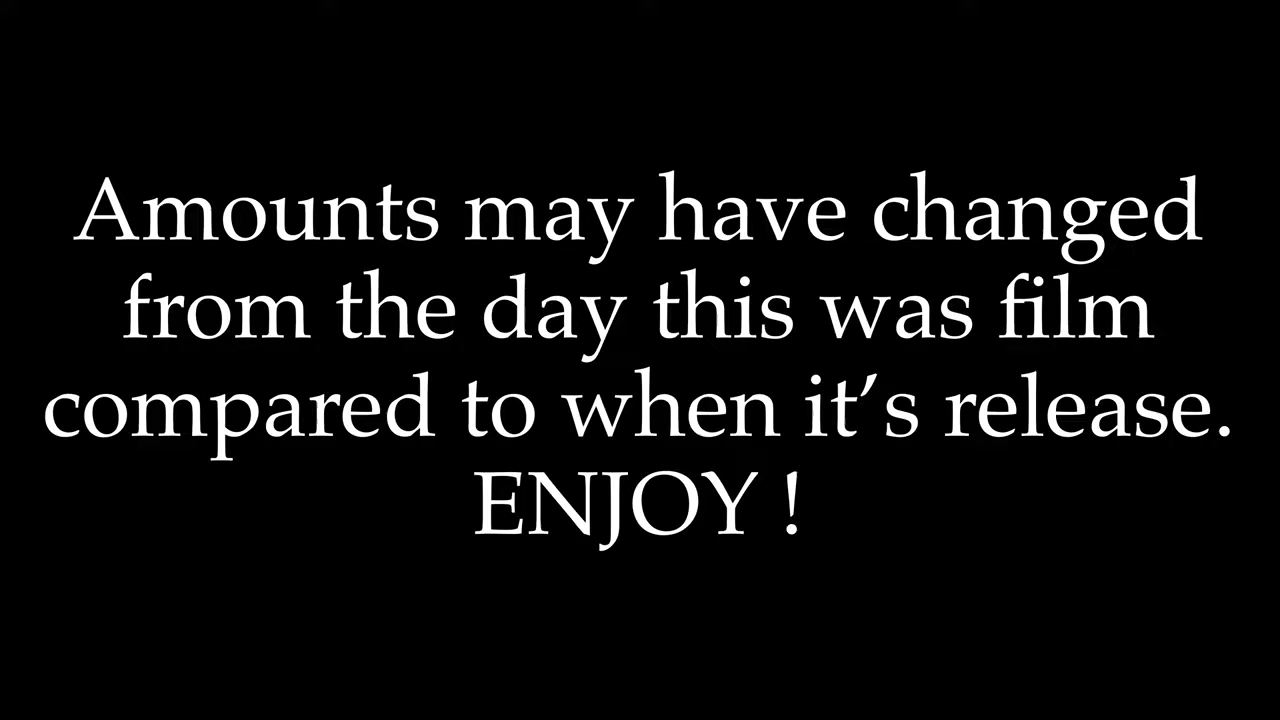 Amounts may have changed
from the day this was film
compared to when it’s release.
ENJOY !